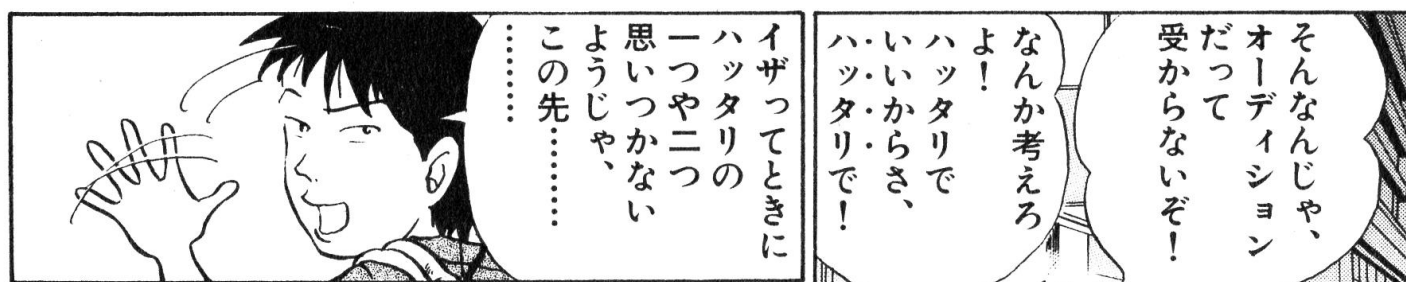 そんなんじゃ、
オーディション
だって
受からないぞ!
なんか考えろ
よ!
ハッタリで
いいからさ、
ハッタリで!
イザってときに
ハッタリの
一つや二つ
思いつかない
ようじゃ、
この先………
………